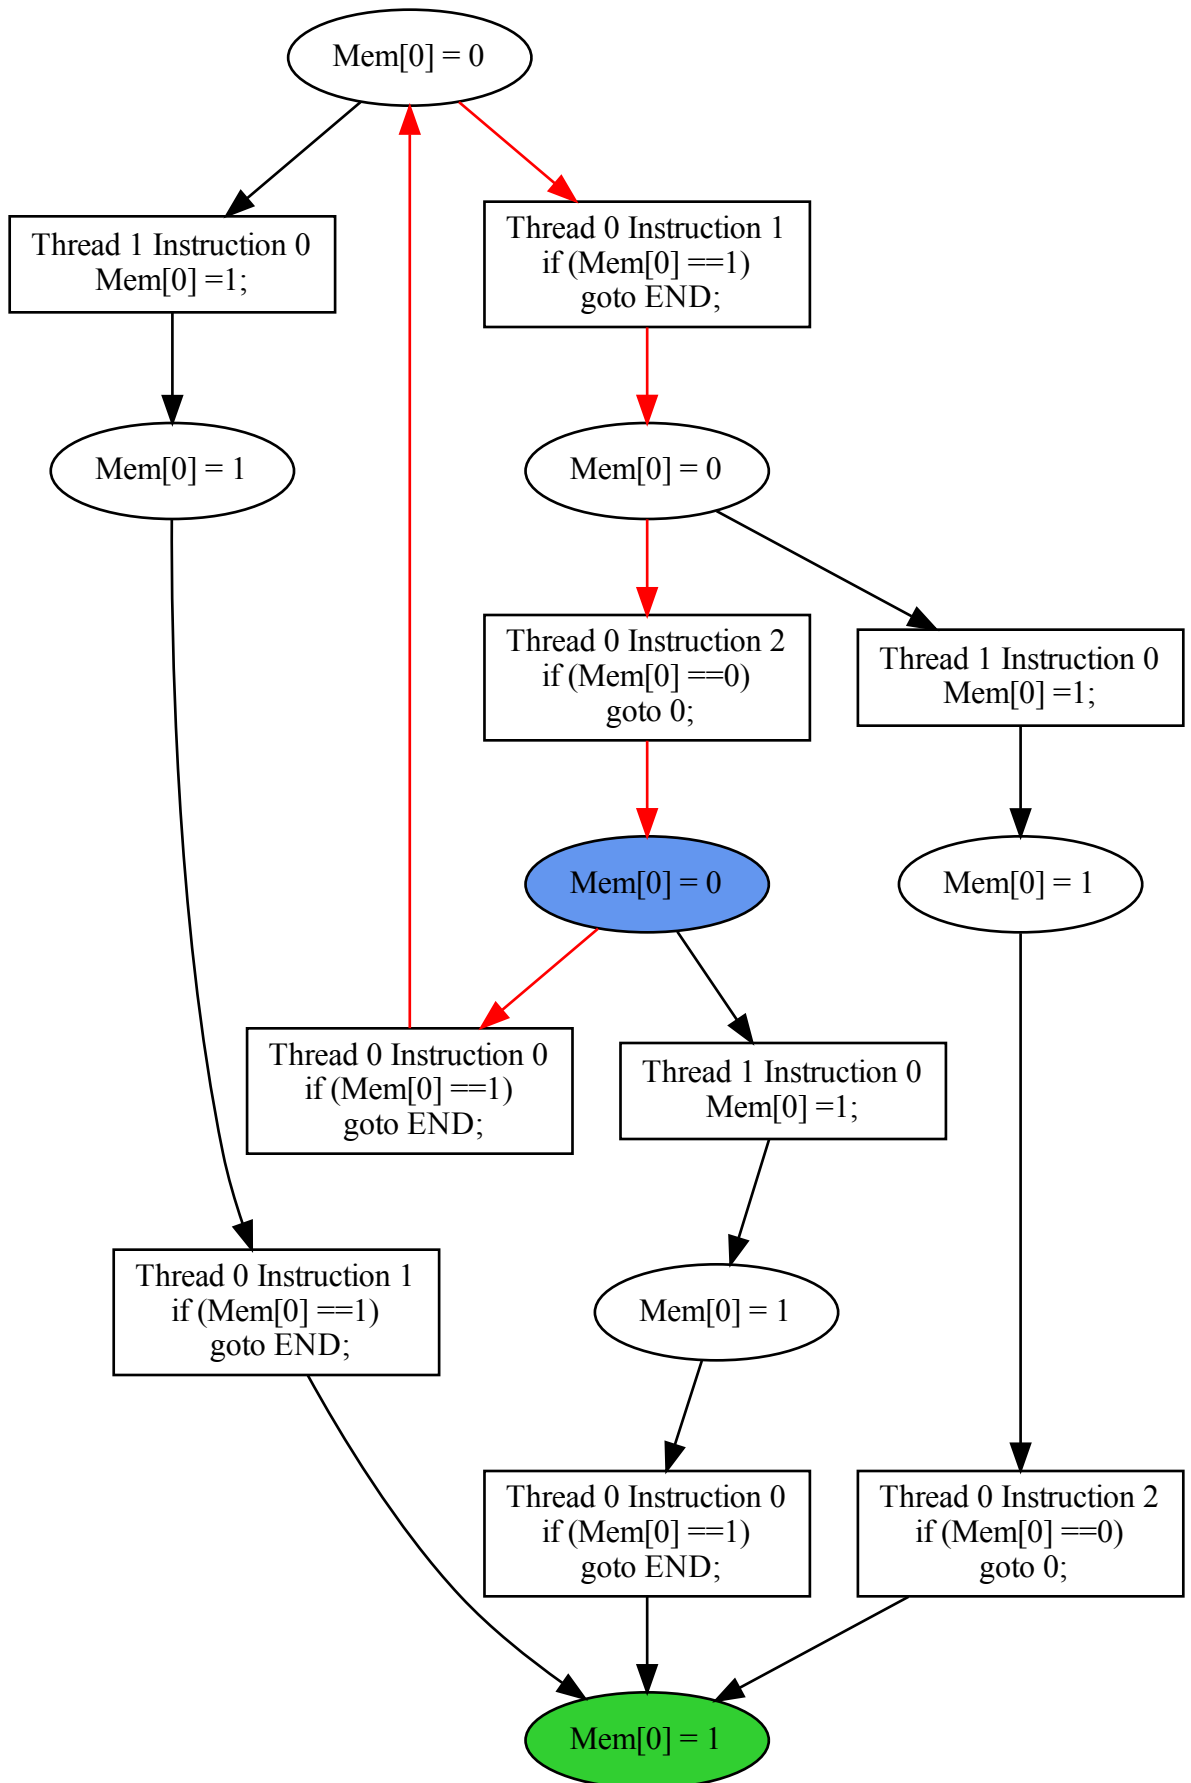 Mem[0] = 0
Thread 1 Instruction 0
Mem[0] =1;
Thread 0 Instruction 1
if (Mem[0] ==1)
goto END;
Mem[0] = 1
Mem[0] = 0
Thread 0 Instruction 2
if (Mem[0] ==0)
goto 0;
Thread 1 Instruction 0
Mem[0] =1;
Mem[0] = 0
Mem[0] = 1
Thread 0 Instruction 0
if (Mem[0] ==1)
goto END;
Thread 1 Instruction 0
Mem[0] =1;
Thread 0 Instruction 1
if (Mem[0] ==1)
goto END;
Mem[0] = 1
Thread 0 Instruction 0
if (Mem[0] ==1)
goto END;
Thread 0 Instruction 2
if (Mem[0] ==0)
goto 0;
Mem[0] = 1